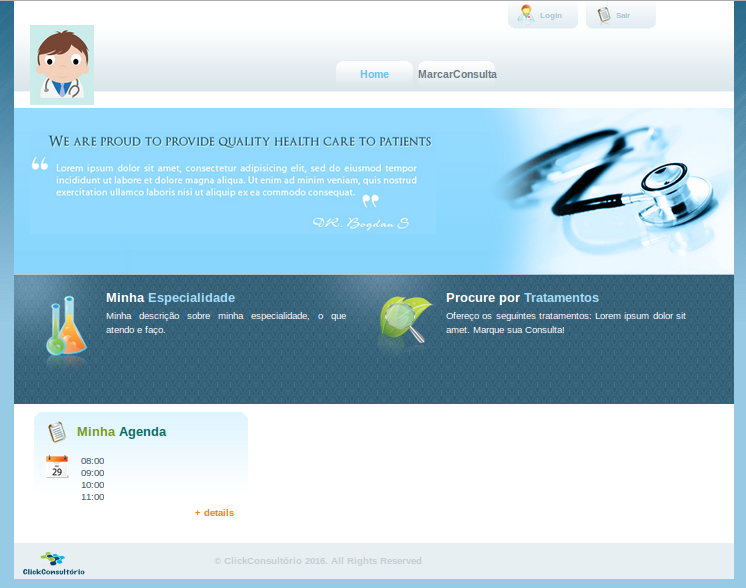 Login
Sair
Home
MarcarConsulta
WE ARE PROUD TO PROVIDE QUALITY HEALTH CARE TO PATIENTS
“ Lorem ipsum dolor sit amet, consectetur adipisicing elit, sed do eiusmod tempor
incididunt ut labore et dolore magna aliqua. Ut enim ad minim veniam, quis nostrud
exercitation ullamco laboris nisi ut aliquip ex ea commodo consequat. ”
DR. Bogdan S
Minha Especialidade
Minha descrição sobre minha especialidade, o que
atendo e faço.
Procure por Tratamentos
Ofereço os seguintes tratamentos: Lorem ipsum dolor sit
amet. Marque sua Consulta!
Minha Agenda
29
08:00
09:00
10:00
11:00
+ details
ClickConsultório
© ClickConsultório 2016. All Rights Reserved